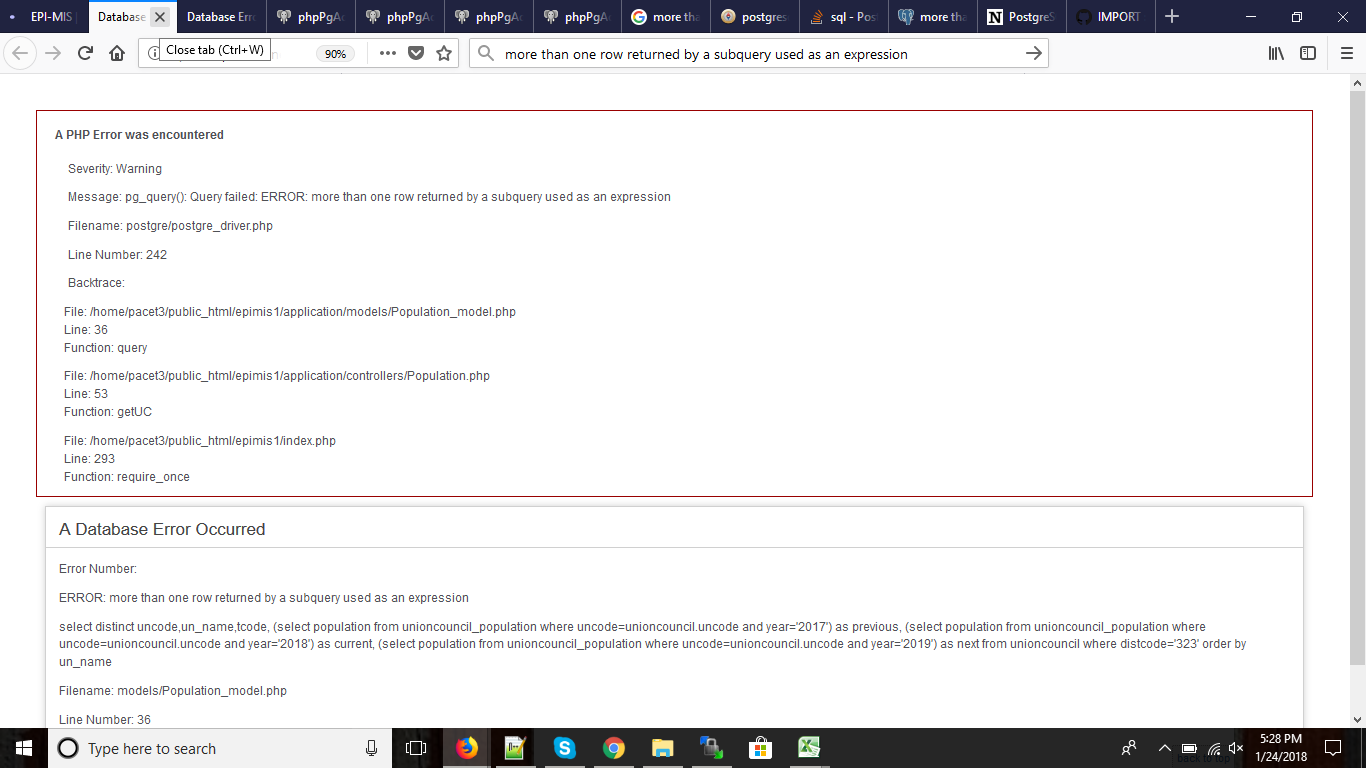 EPI-MIS
Database
Database Err
phpPgAd
phpPgAd
phpPgAd
phpPgAd
more tha
postgres
sql - Pos
more tha
PostgreS
IMPORT
Close tab (Ctrl+W)
90%
more than one row returned by a subquery used as an expression
A PHP Error was encountered
Severity: Warning
Message: pg_query(): Query failed: ERROR: more than one row returned by a subquery used as an expression
Filename: postgre/postgre_driver.php
Line Number: 242
Backtrace:
File: /home/pacet3/public_html/epimis1/application/models/Population_model.php
Line: 36
Function: query
File: /home/pacet3/public_html/epimis1/application/controllers/Population.php
Line: 53
Function: getUC
File: /home/pacet3/public_html/epimis1/index.php
Line: 293
Function: require_once
A Database Error Occurred
Error Number:
ERROR: more than one row returned by a subquery used as an expression
select distinct uncode,un_name,tcode, (select population from unioncouncil_population where uncode=unioncouncil.uncode and year='2017') as previous, (select population from unioncouncil_population where
uncode=unioncouncil.uncode and year='2018') as current, (select population from unioncouncil_population where uncode=unioncouncil.uncode and year='2019') as next from unioncouncil where distcode='323' order by
un_name
Filename: models/Population_model.php
Line Number: 36
Type here to search
5:28 PM
1/24/2018
back to top